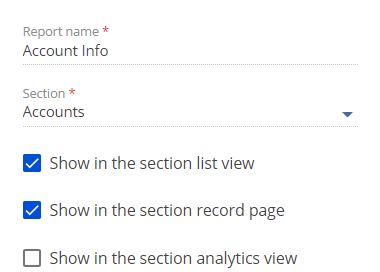 Report name *
Account Info
Section *
Accounts
Show in the section list view
Show in the section record page
Show in the section analytics view